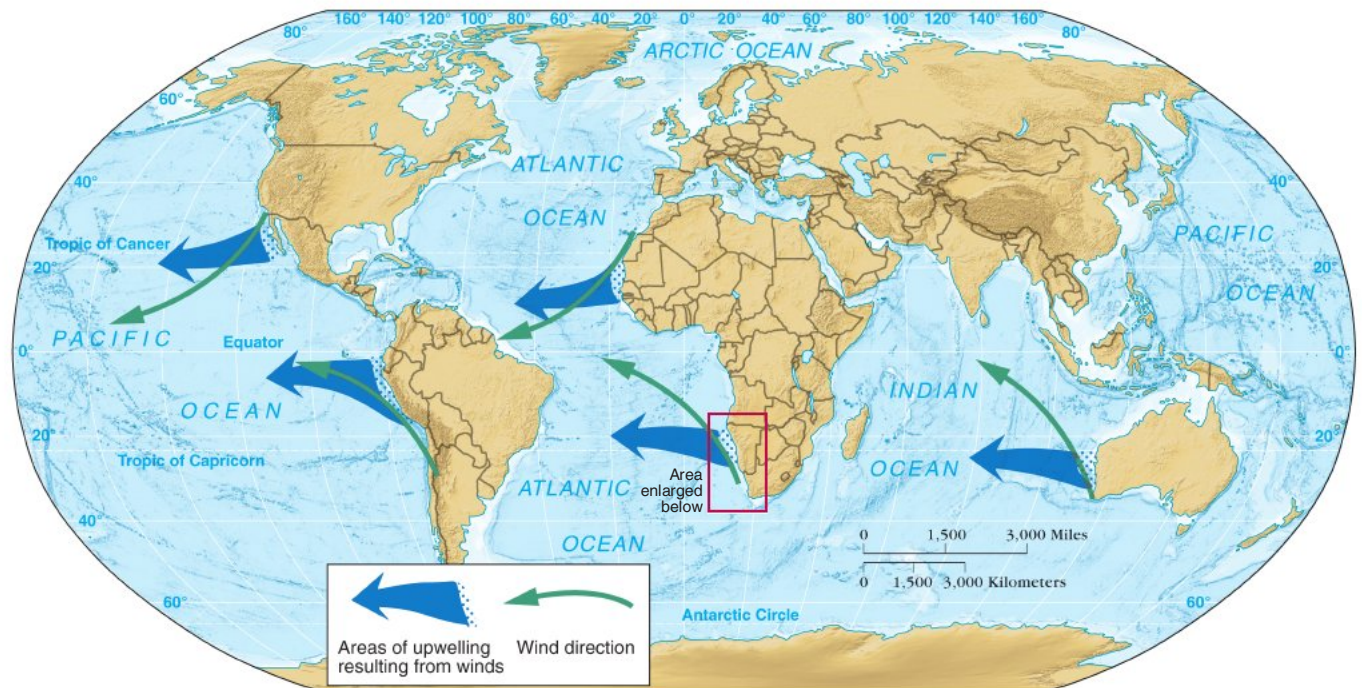 160° 140° 120° 100° 80° 60° 40° 20° 0° 20° 40° 60° 80° 100° 120° 140° 160°
80°
80°
ARCTIC OCEAN
60°
60°
ATLANTIC
OCEAN
40°
40°
PACIFIC
OCEAN
Tropic of Cancer
20°
20°
PACIFIC
OCEAN
Equator
0°
0°
INDIAN
OCEAN
20°
20°
Tropic of Capricorn
ATLANTIC
OCEAN
Area
enlarged
below
40°
0 1,500 3,000 Miles
0 1,500 3,000 Kilometers
60°
60°
Antarctic Circle
Areas of upwelling
resulting from winds
Wind direction